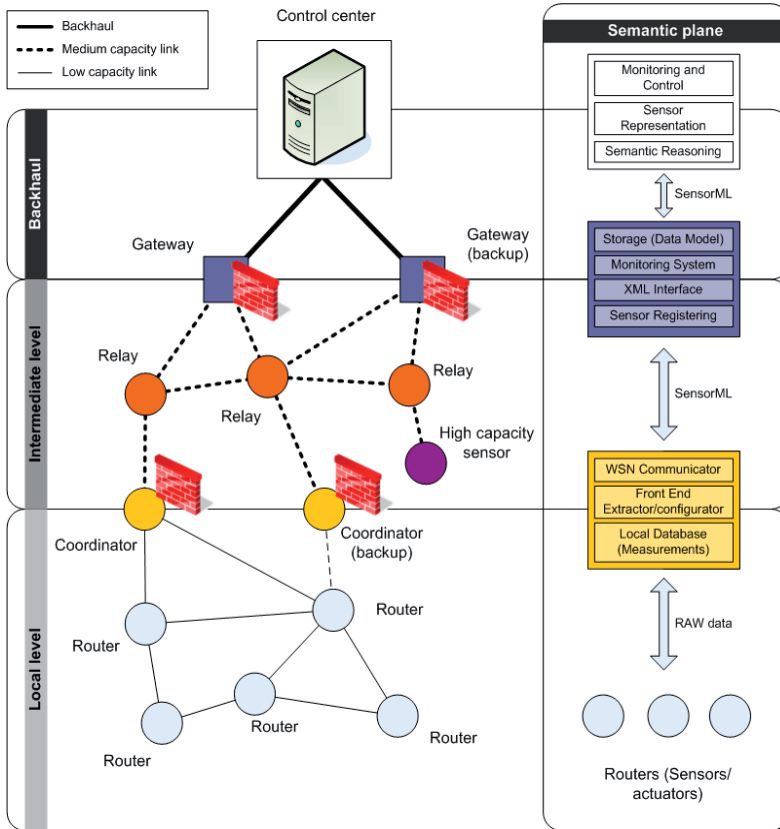 Control center
Backhaul
Medium capacity link
Low capacity link
Semantic plane
Monitoring and
Control
Sensor
Representation
Semantic Reasoning
SensorML
Backhaul
Gateway
Gateway
(backup)
Storage (Data Model)
Monitoring System
XML Interface
Sensor Registering
Intermediate level
Relay
Relay
Relay
High capacity
sensor
SensorML
WSN Communicator
Front End
Extractor/configurator
Local Database
(Measurements)
Coordinator
Coordinator
(backup)
Local level
Router
Router
Router
Router
Router
RAW data
Routers (Sensors/
actuators)